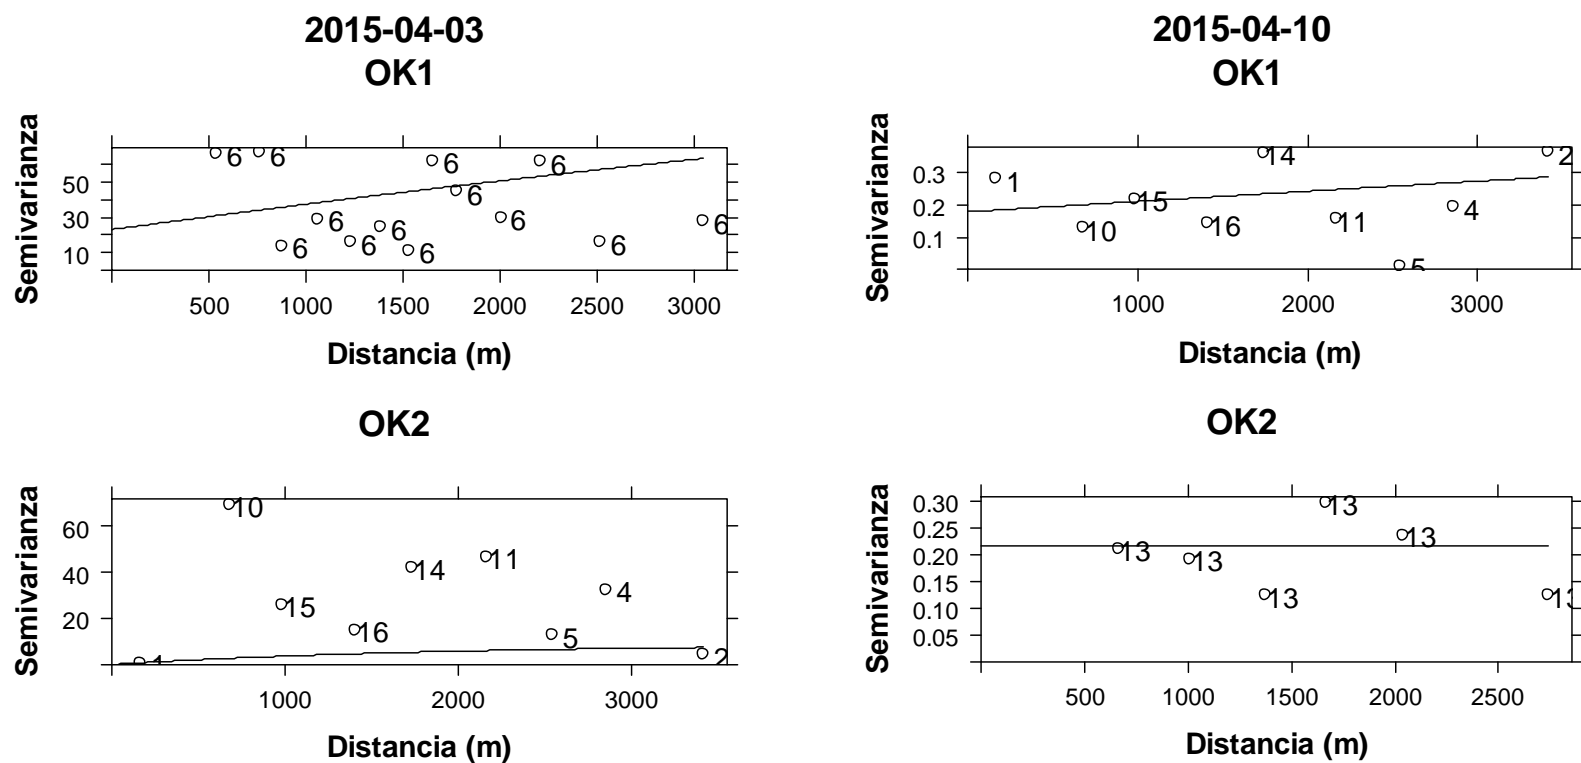 2015-04-03
OK1
Semivarianza
50
30
10
6 6 6 6 6 6 6 6 6 6 6 6 6 6
500 1000 1500 2000 2500 3000
Distancia (m)
2015-04-10
OK1
Semivarianza
0.3
0.2
0.1
1 10 15 16 14 11 5 4 2
1000 2000 3000
Distancia (m)
OK2
Semivarianza
60
40
20
1 10 15 16 14 11 5 4 2
1000 2000 3000
Distancia (m)
OK2
Semivarianza
0.30
0.25
0.20
0.15
0.10
0.05
13 13 13 13 13 13
500 1000 1500 2000 2500
Distancia (m)